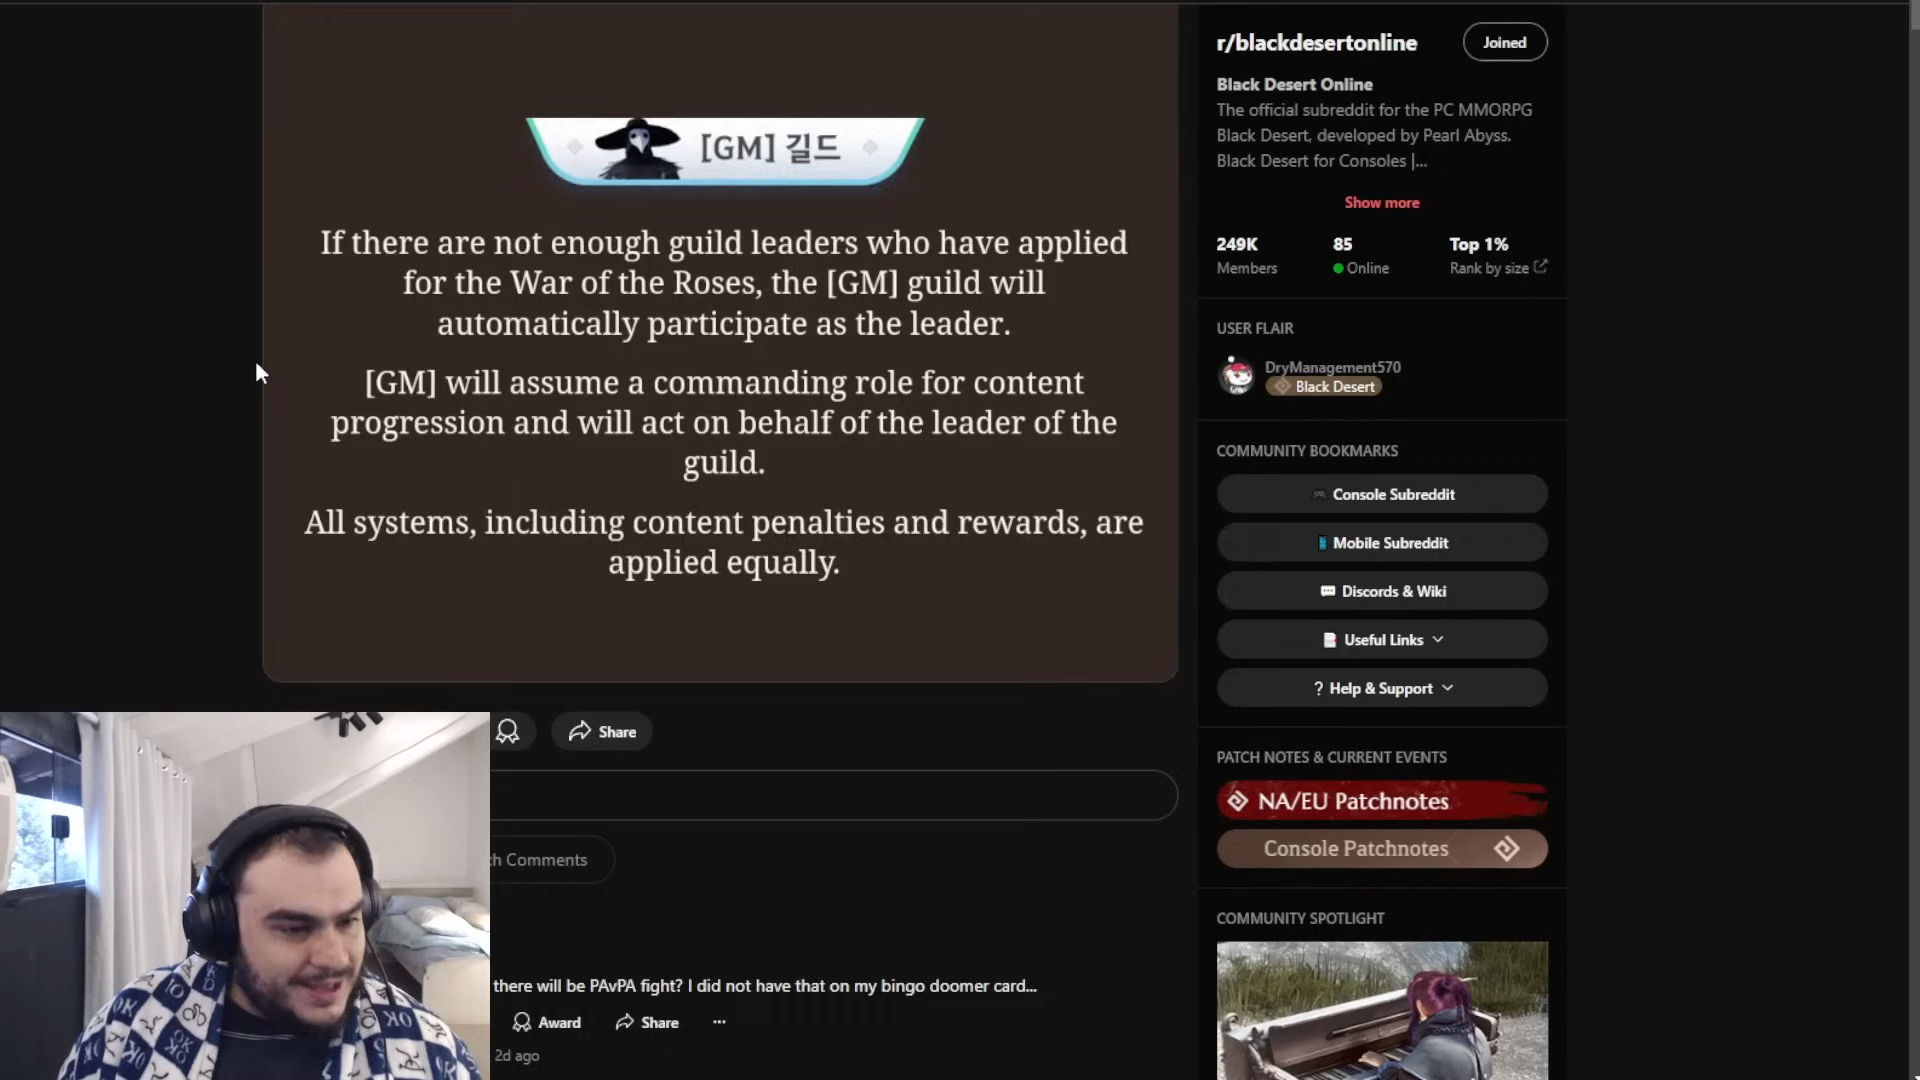 [GM] 길드
If there are not enough guild leaders who have applied
for the War of the Roses, the [GM] guild will
automatically participate as the leader.
[GM] will assume a commanding role for content
progression and will act on behalf of the leader of the
guild.
All systems, including content penalties and rewards, are
applied equally.
Share
h Comments
there will be PAvPA fight? I did not have that on my bingo doomer card...
Award
Share
2d ago
r/blackdesertonline
Joined
Black Desert Online
The official subreddit for the PC MMORPG
Black Desert, developed by Pearl Abyss.
Black Desert for Consoles |...
Show more
249K
85
Top 1%
Members
Online
Rank by size
USER FLAIR
DryManagement570
Black Desert
COMMUNITY BOOKMARKS
Console Subreddit
Mobile Subreddit
Discords & Wiki
Useful Links
? Help & Support
PATCH NOTES & CURRENT EVENTS
NA/EU Patchnotes
Console Patchnotes
COMMUNITY SPOTLIGHT